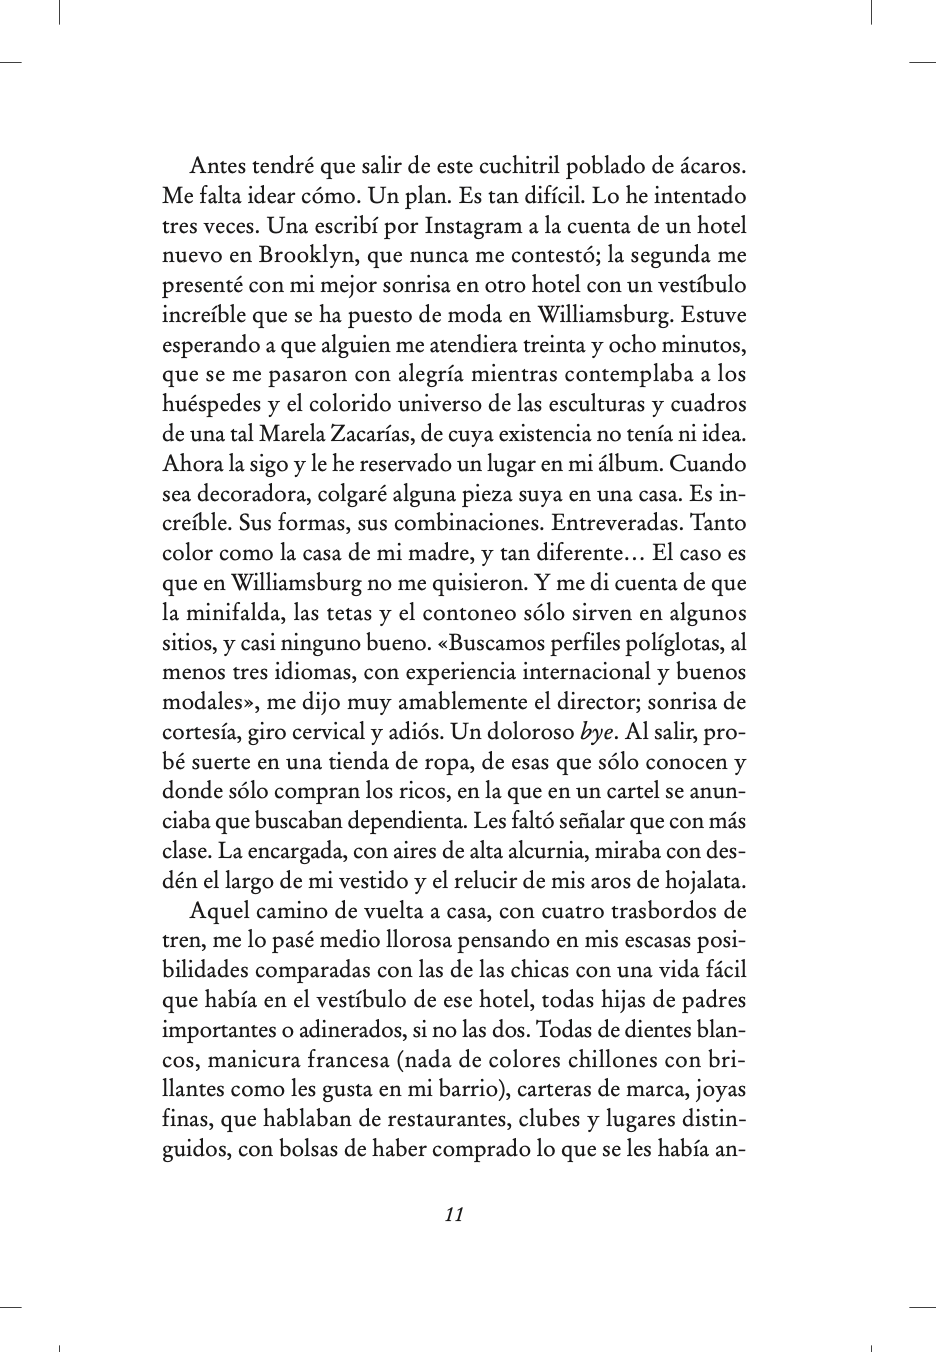 Antes tendré que salir de este cuchitril poblado de ácaros.
Me falta idear cómo. Un plan. Es tan difícil. Lo he intentado
tres veces. Una escribí por Instagram a la cuenta de un hotel
nuevo en Brooklyn, que nunca me contestó; la segunda me
presenté con mi mejor sonrisa en otro hotel con un vestíbulo
increíble que se ha puesto de moda en Williamsburg. Estuve
esperando a que alguien me atendiera treinta y ocho minutos,
que se me pasaron con alegría mientras contemplaba a los
huéspedes y el colorido universo de las esculturas y cuadros
de una tal Marela Zacarías, de cuya existencia no tenía ni idea.
Ahora la sigo y le he reservado un lugar en mi álbum. Cuando
sea decoradora, colgaré alguna pieza suya en una casa. Es in-
creíble. Sus formas, sus combinaciones. Entreveradas. Tanto
color como la casa de mi madre, y tan diferente… El caso es
que en Williamsburg no me quisieron. Y me di cuenta de que
la minifalda, las tetas y el contoneo sólo sirven en algunos
sitios, y casi ninguno bueno. «Buscamos perfiles políglotas, al
menos tres idiomas, con experiencia internacional y buenos
modales», me dijo muy amablemente el director; sonrisa de
cortesía, giro cervical y adiós. Un doloroso bye. Al salir, pro-
bé suerte en una tienda de ropa, de esas que sólo conocen y
donde sólo compran los ricos, en la que en un cartel se anun-
ciaba que buscaban dependienta. Les faltó señalar que con más
clase. La encargada, con aires de alta alcurnia, miraba con des-
dén el largo de mi vestido y el relucir de mis aros de hojalata.
Aquel camino de vuelta a casa, con cuatro trasbordos de
tren, me lo pasé medio llorosa pensando en mis escasas posi-
bilidades comparadas con las de las chicas con una vida fácil
que había en el vestíbulo de ese hotel, todas hijas de padres
importantes o adinerados, si no las dos. Todas de dientes blan-
cos, manicura francesa (nada de colores chillones con bri-
llantes como les gusta en mi barrio), carteras de marca, joyas
finas, que hablaban de restaurantes, clubes y lugares distin-
guidos, con bolsas de haber comprado lo que se les había an-
11